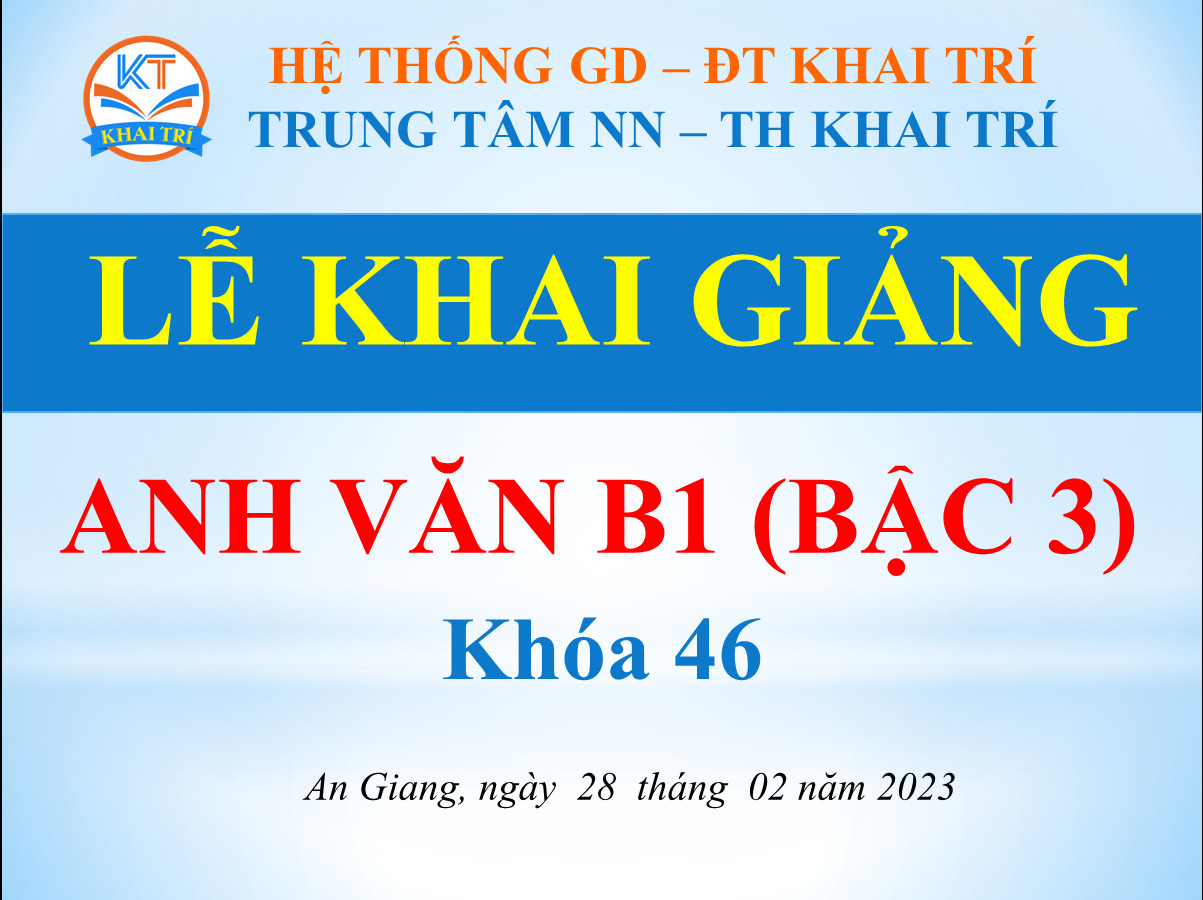 KT
KHAI TRÍ
HỆ THỐNG GD – ĐT KHAI TRÍ
TRUNG TÂM NN – TH KHAI TRÍ
LỄ KHAI GIẢNG
ANH VĂN B1 (BẬC 3)
Khóa 46
An Giang, ngày 28 tháng 02 năm 2023